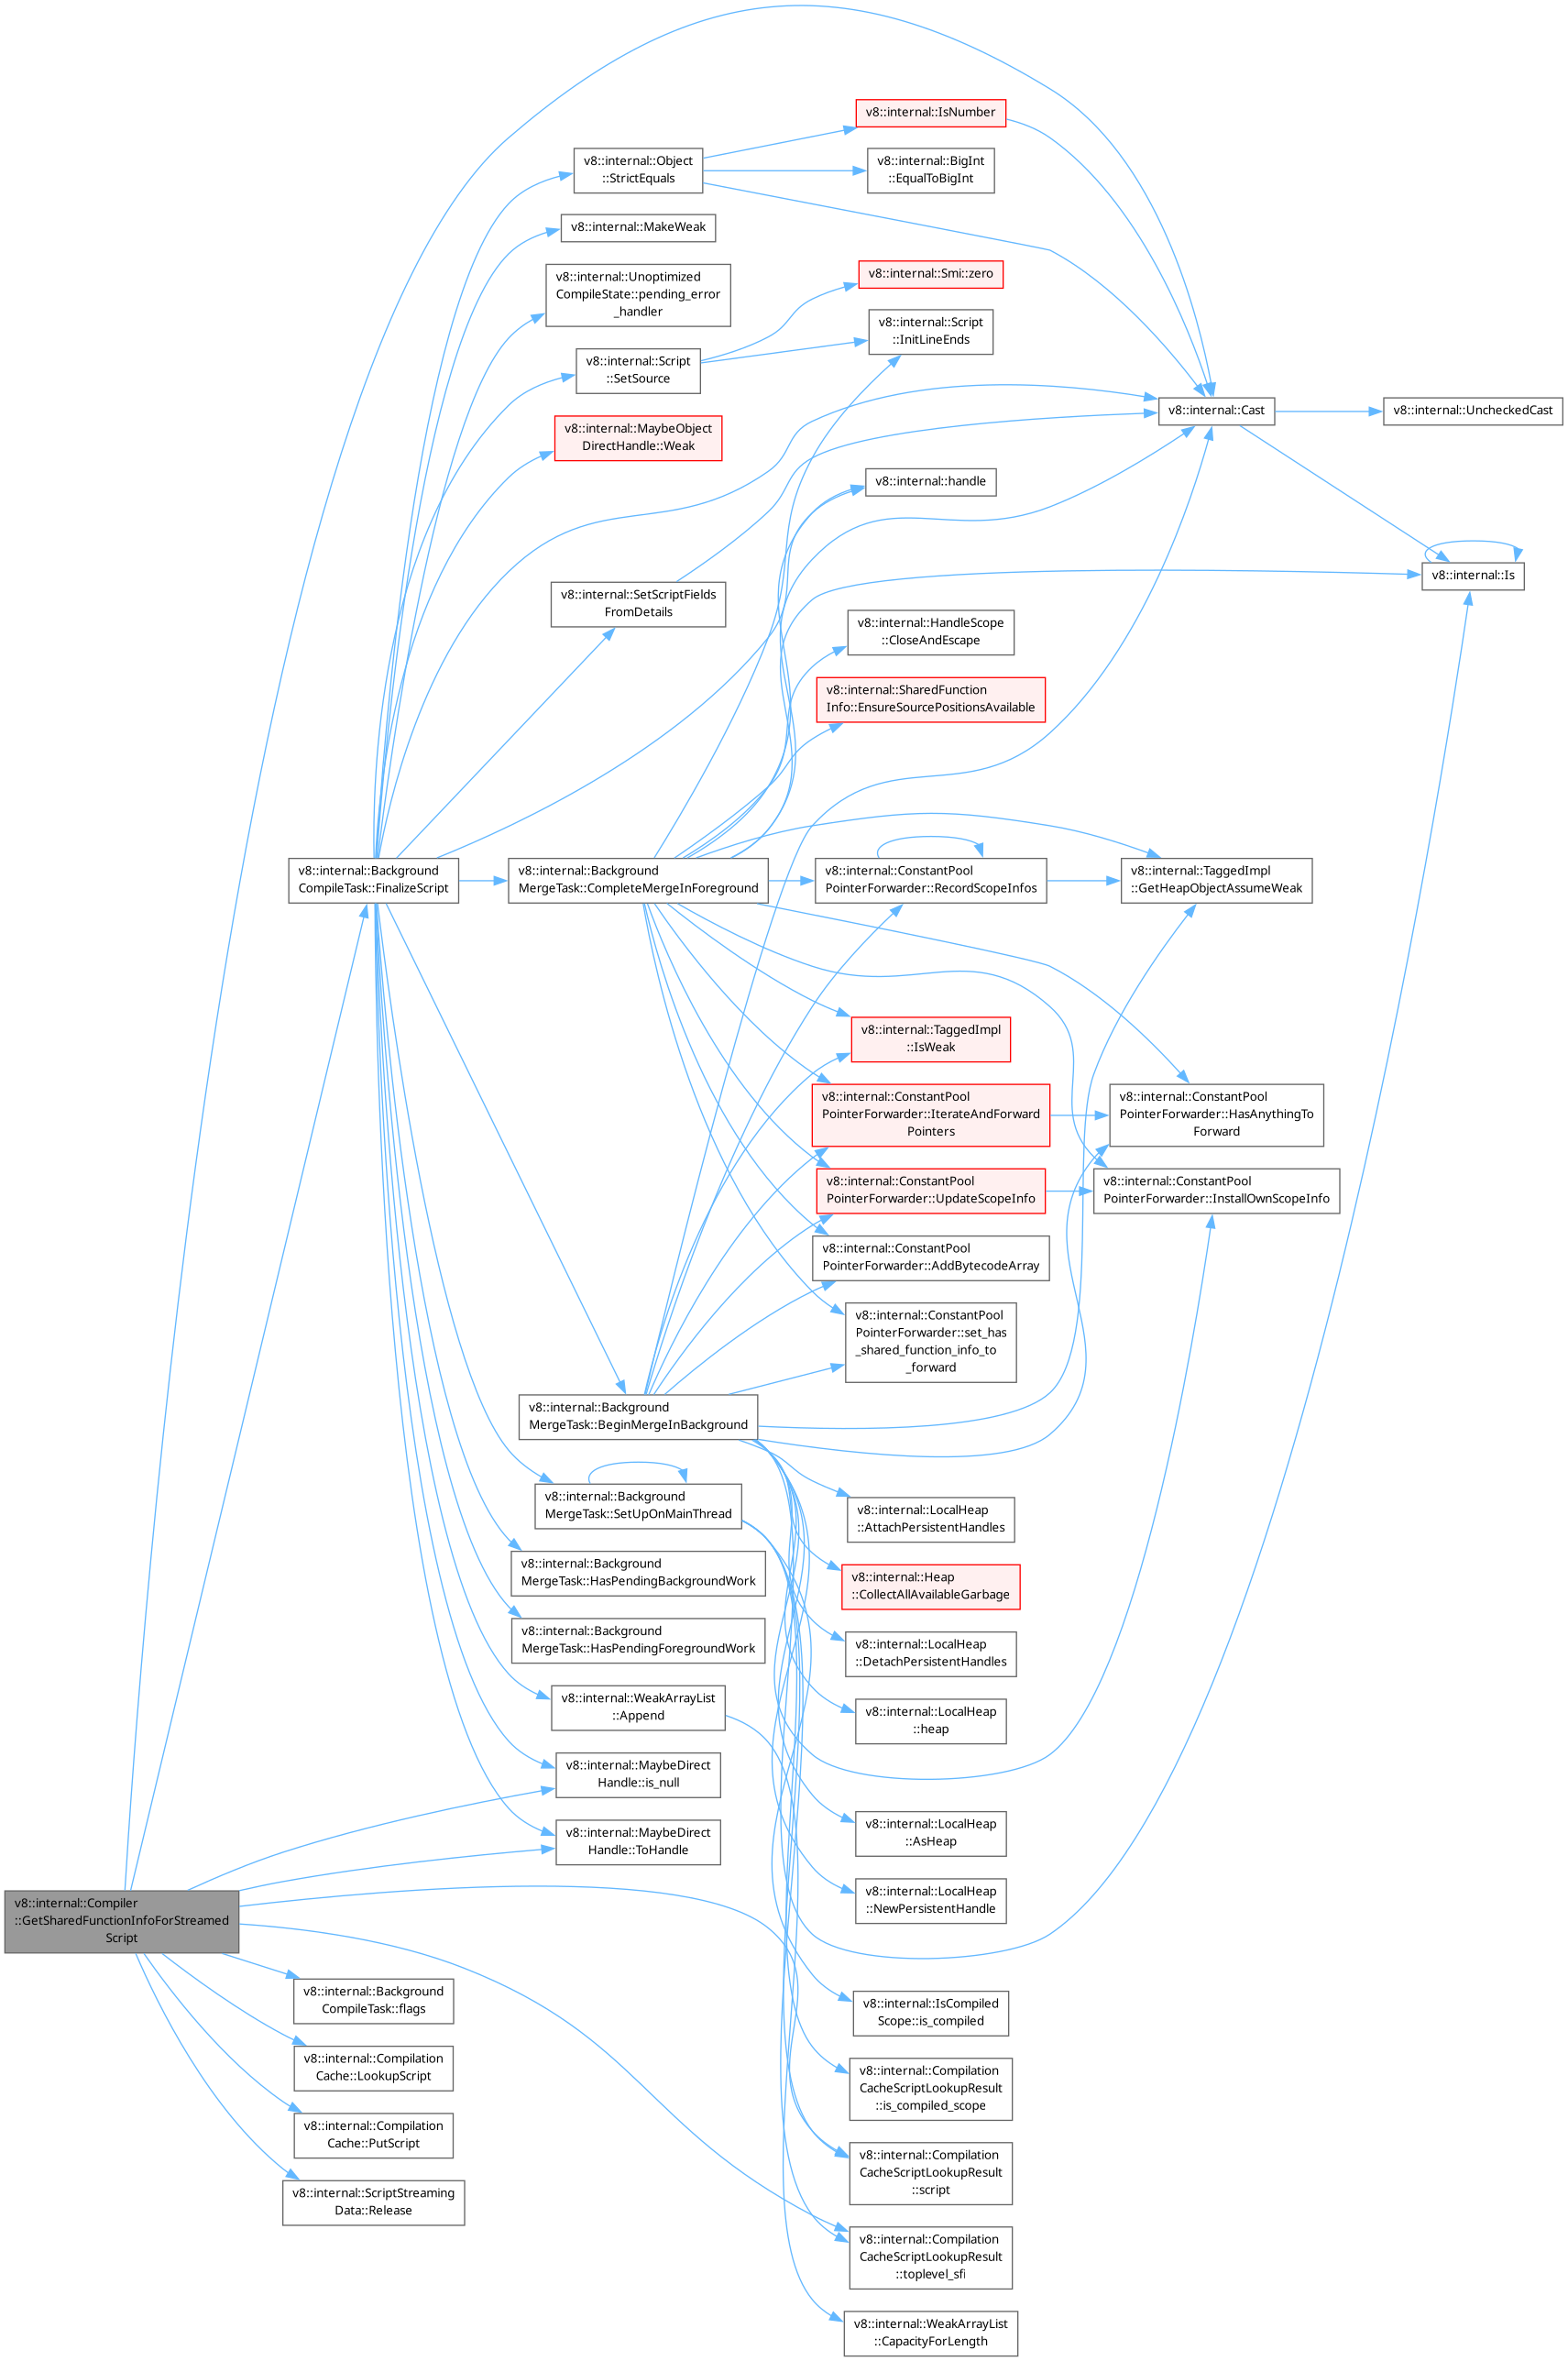 v8::internal::IsNumber
v8::internal::Object
::StrictEquals
v8::internal::BigInt
::EqualToBigInt
v8::internal::MakeWeak
v8::internal::Unoptimized
CompileState::pending_error
_handler
v8::internal::Smi::zero
v8::internal::Script
::InitLineEnds
v8::internal::Script
::SetSource
v8::internal::Cast
v8::internal::UncheckedCast
v8::internal::MaybeObject
DirectHandle::Weak
v8::internal::handle
v8::internal::Is
v8::internal::SetScriptFields
FromDetails
v8::internal::HandleScope
::CloseAndEscape
v8::internal::SharedFunction
Info::EnsureSourcePositionsAvailable
v8::internal::Background
CompileTask::FinalizeScript
v8::internal::Background
MergeTask::CompleteMergeInForeground
v8::internal::ConstantPool
PointerForwarder::RecordScopeInfos
v8::internal::TaggedImpl
::GetHeapObjectAssumeWeak
v8::internal::TaggedImpl
::IsWeak
v8::internal::ConstantPool
PointerForwarder::IterateAndForward
Pointers
v8::internal::ConstantPool
PointerForwarder::HasAnythingTo
Forward
v8::internal::ConstantPool
PointerForwarder::UpdateScopeInfo
v8::internal::ConstantPool
PointerForwarder::InstallOwnScopeInfo
v8::internal::ConstantPool
PointerForwarder::AddBytecodeArray
v8::internal::ConstantPool
PointerForwarder::set_has
_shared_function_info_to
_forward
v8::internal::Background
MergeTask::BeginMergeInBackground
v8::internal::Background
MergeTask::SetUpOnMainThread
v8::internal::LocalHeap
::AttachPersistentHandles
v8::internal::Background
MergeTask::HasPendingBackgroundWork
v8::internal::Heap
::CollectAllAvailableGarbage
v8::internal::Background
MergeTask::HasPendingForegroundWork
v8::internal::LocalHeap
::DetachPersistentHandles
v8::internal::WeakArrayList
::Append
v8::internal::LocalHeap
::heap
v8::internal::MaybeDirect
Handle::is_null
v8::internal::MaybeDirect
Handle::ToHandle
v8::internal::LocalHeap
::AsHeap
v8::internal::Compiler
::GetSharedFunctionInfoForStreamed
Script
v8::internal::LocalHeap
::NewPersistentHandle
v8::internal::Background
CompileTask::flags
v8::internal::IsCompiled
Scope::is_compiled
v8::internal::Compilation
Cache::LookupScript
v8::internal::Compilation
CacheScriptLookupResult
::is_compiled_scope
v8::internal::Compilation
Cache::PutScript
v8::internal::Compilation
CacheScriptLookupResult
::script
v8::internal::ScriptStreaming
Data::Release
v8::internal::Compilation
CacheScriptLookupResult
::toplevel_sfi
v8::internal::WeakArrayList
::CapacityForLength